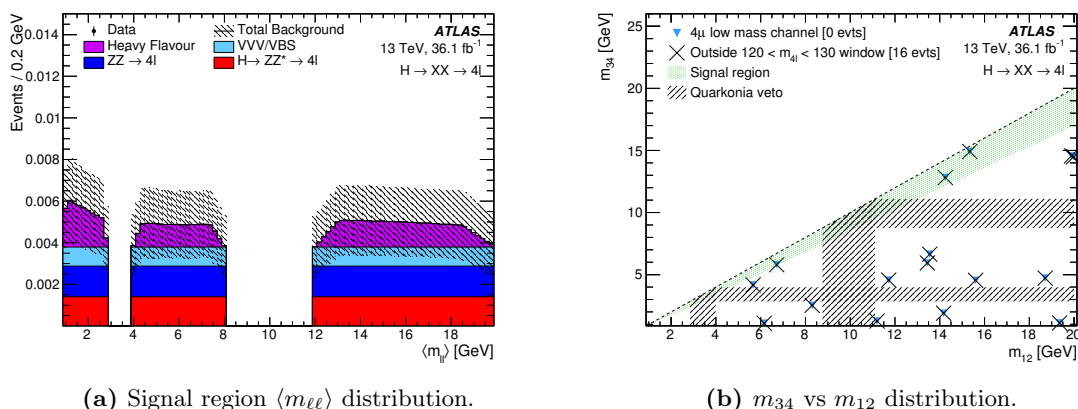 Events / 0.2 GeV
0.014
0.012
0.01
0.008
0.006
0.004
0.002
Data
Total Background
Heavy Flavour
VVV/VBS
ZZ → 4l
H→ ZZ* → 4l
ATLAS
13 TeV, 36.1 fb⁻¹
H → XX → 4l
2 4 6 8 10 12 14 16 18
⟨mₗₗ⟩ [GeV]
(a) Signal region ⟨mℓℓ⟩ distribution.
m₃₄ [GeV]
25
20
15
10
5
4μ low mass channel [0 evts]
Outside 120 < m₄ₗ < 130 window [16 evts]
Signal region
Quarkonia veto
ATLAS
13 TeV, 36.1 fb⁻¹
H → XX → 4l
2 4 6 8 10 12 14 16 18 20
m₁₂ [GeV]
(b) m₃₄ vs m₁₂ distribution.